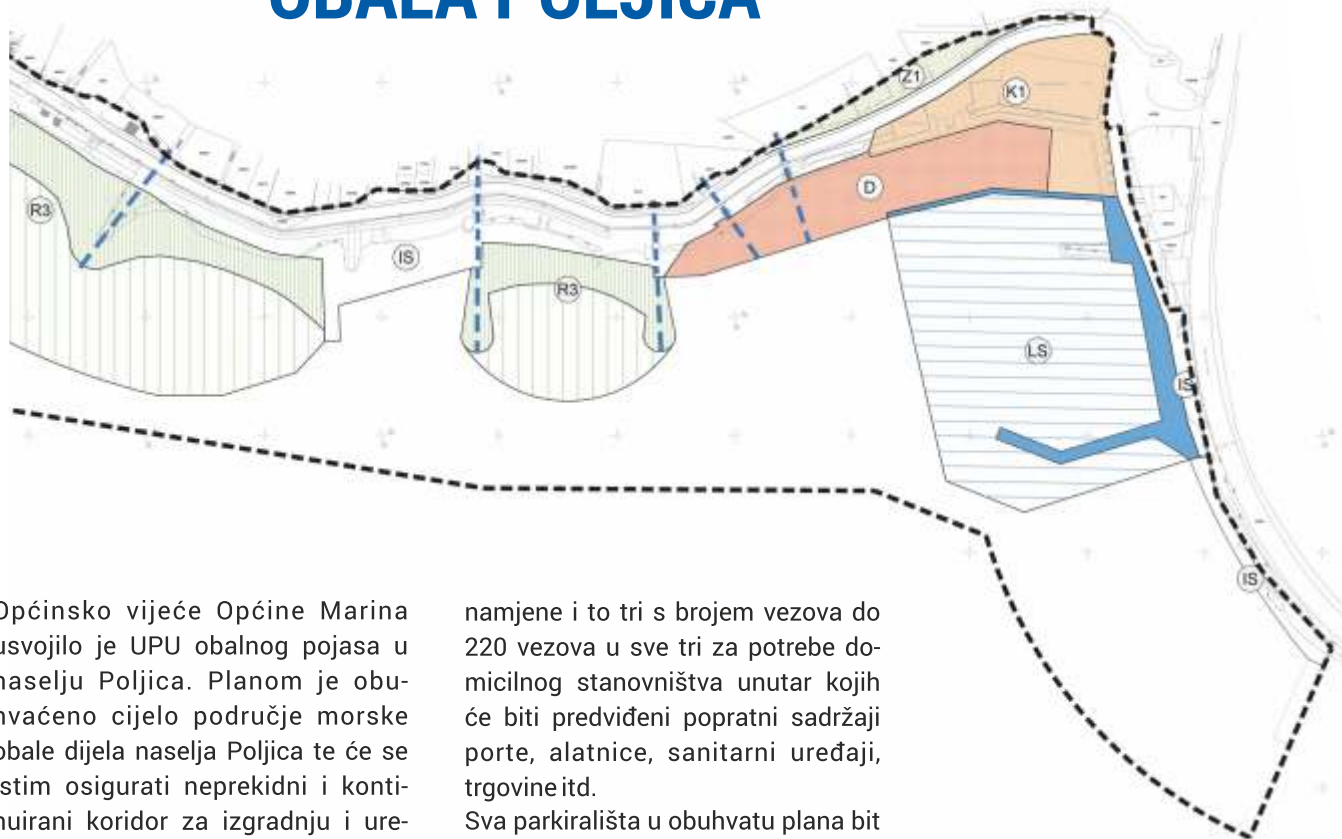 OBALA POLJICA
Z1
K1
D
R3
IS
R3
LS
IS
IS
Općinsko vijeće Općine Marina
usvojilo je UPU obalnog pojasa u
naselju Poljica. Planom je obu-
hvaćeno cijelo područje morske
obale dijela naselja Poljica te će se
istim osigurati neprekidni i konti-
nuirani koridor za izgradnju i ure-
namjene i to tri s brojem vezova do
220 vezova u sve tri za potrebe do-
micilnog stanovništva unutar kojih
će biti predviđeni popratni sadržaji
porte, alatnice, sanitarni uređaji,
trgovine itd.
Sva parkirališta u obuhvatu plana bit